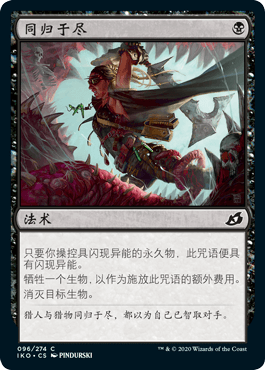 同归于尽
法术
只要你操控具闪现异能的永久物，此咒语便具
有闪现异能。
牺牲一个生物，以作为施放此咒语的额外费用。
消灭目标生物。
猎人与猎物同归于尽，都以为自己已智取对手。
096/274 C
IKO • CS PINDURSKI
™ & © 2020 Wizards of the Coast